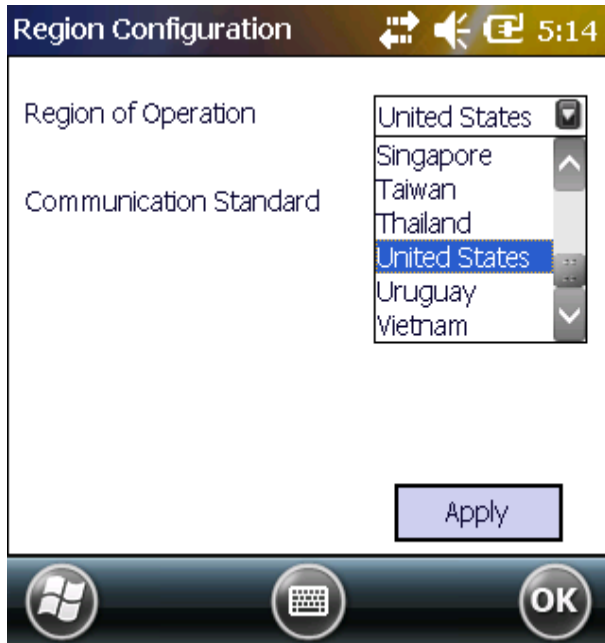 Region Configuration 5:14
Region of Operation
United States
Singapore
Communication Standard
Taiwan
Thailand
United States
Uruguay
Vietnam
Apply
OK